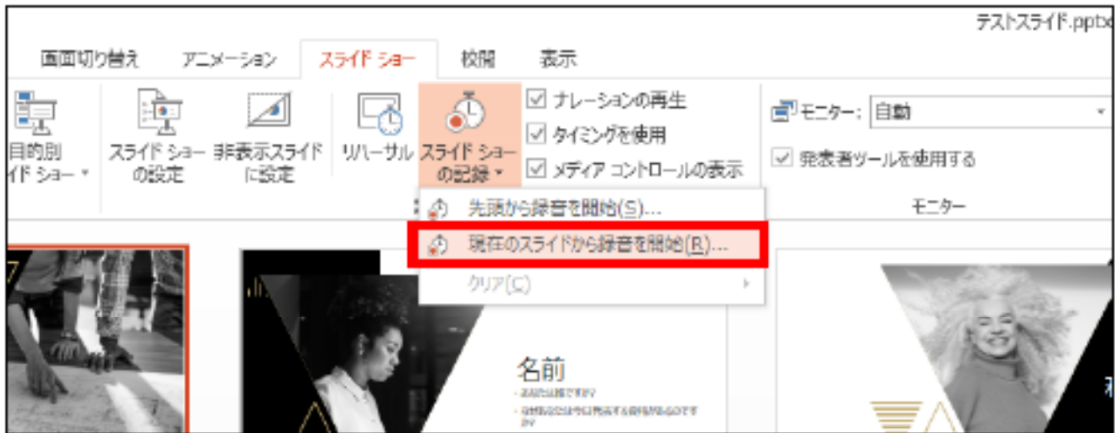 テストスライド.pptx
画面切り替え アニメーション スライド ショー 校閲 表示
目的別
イド ショー
スライド ショー
の設定
非表示スライド
に設定
リハーサル
スライド ショー
の記録
ナレーションの再生
タイミングを使用
メディア コントロールの表示
モニター: 自動
発表者ツールを使用する
モニター
先頭から録音を開始(S)...
現在のスライドから録音を開始(R)...
クリア(C)
名前